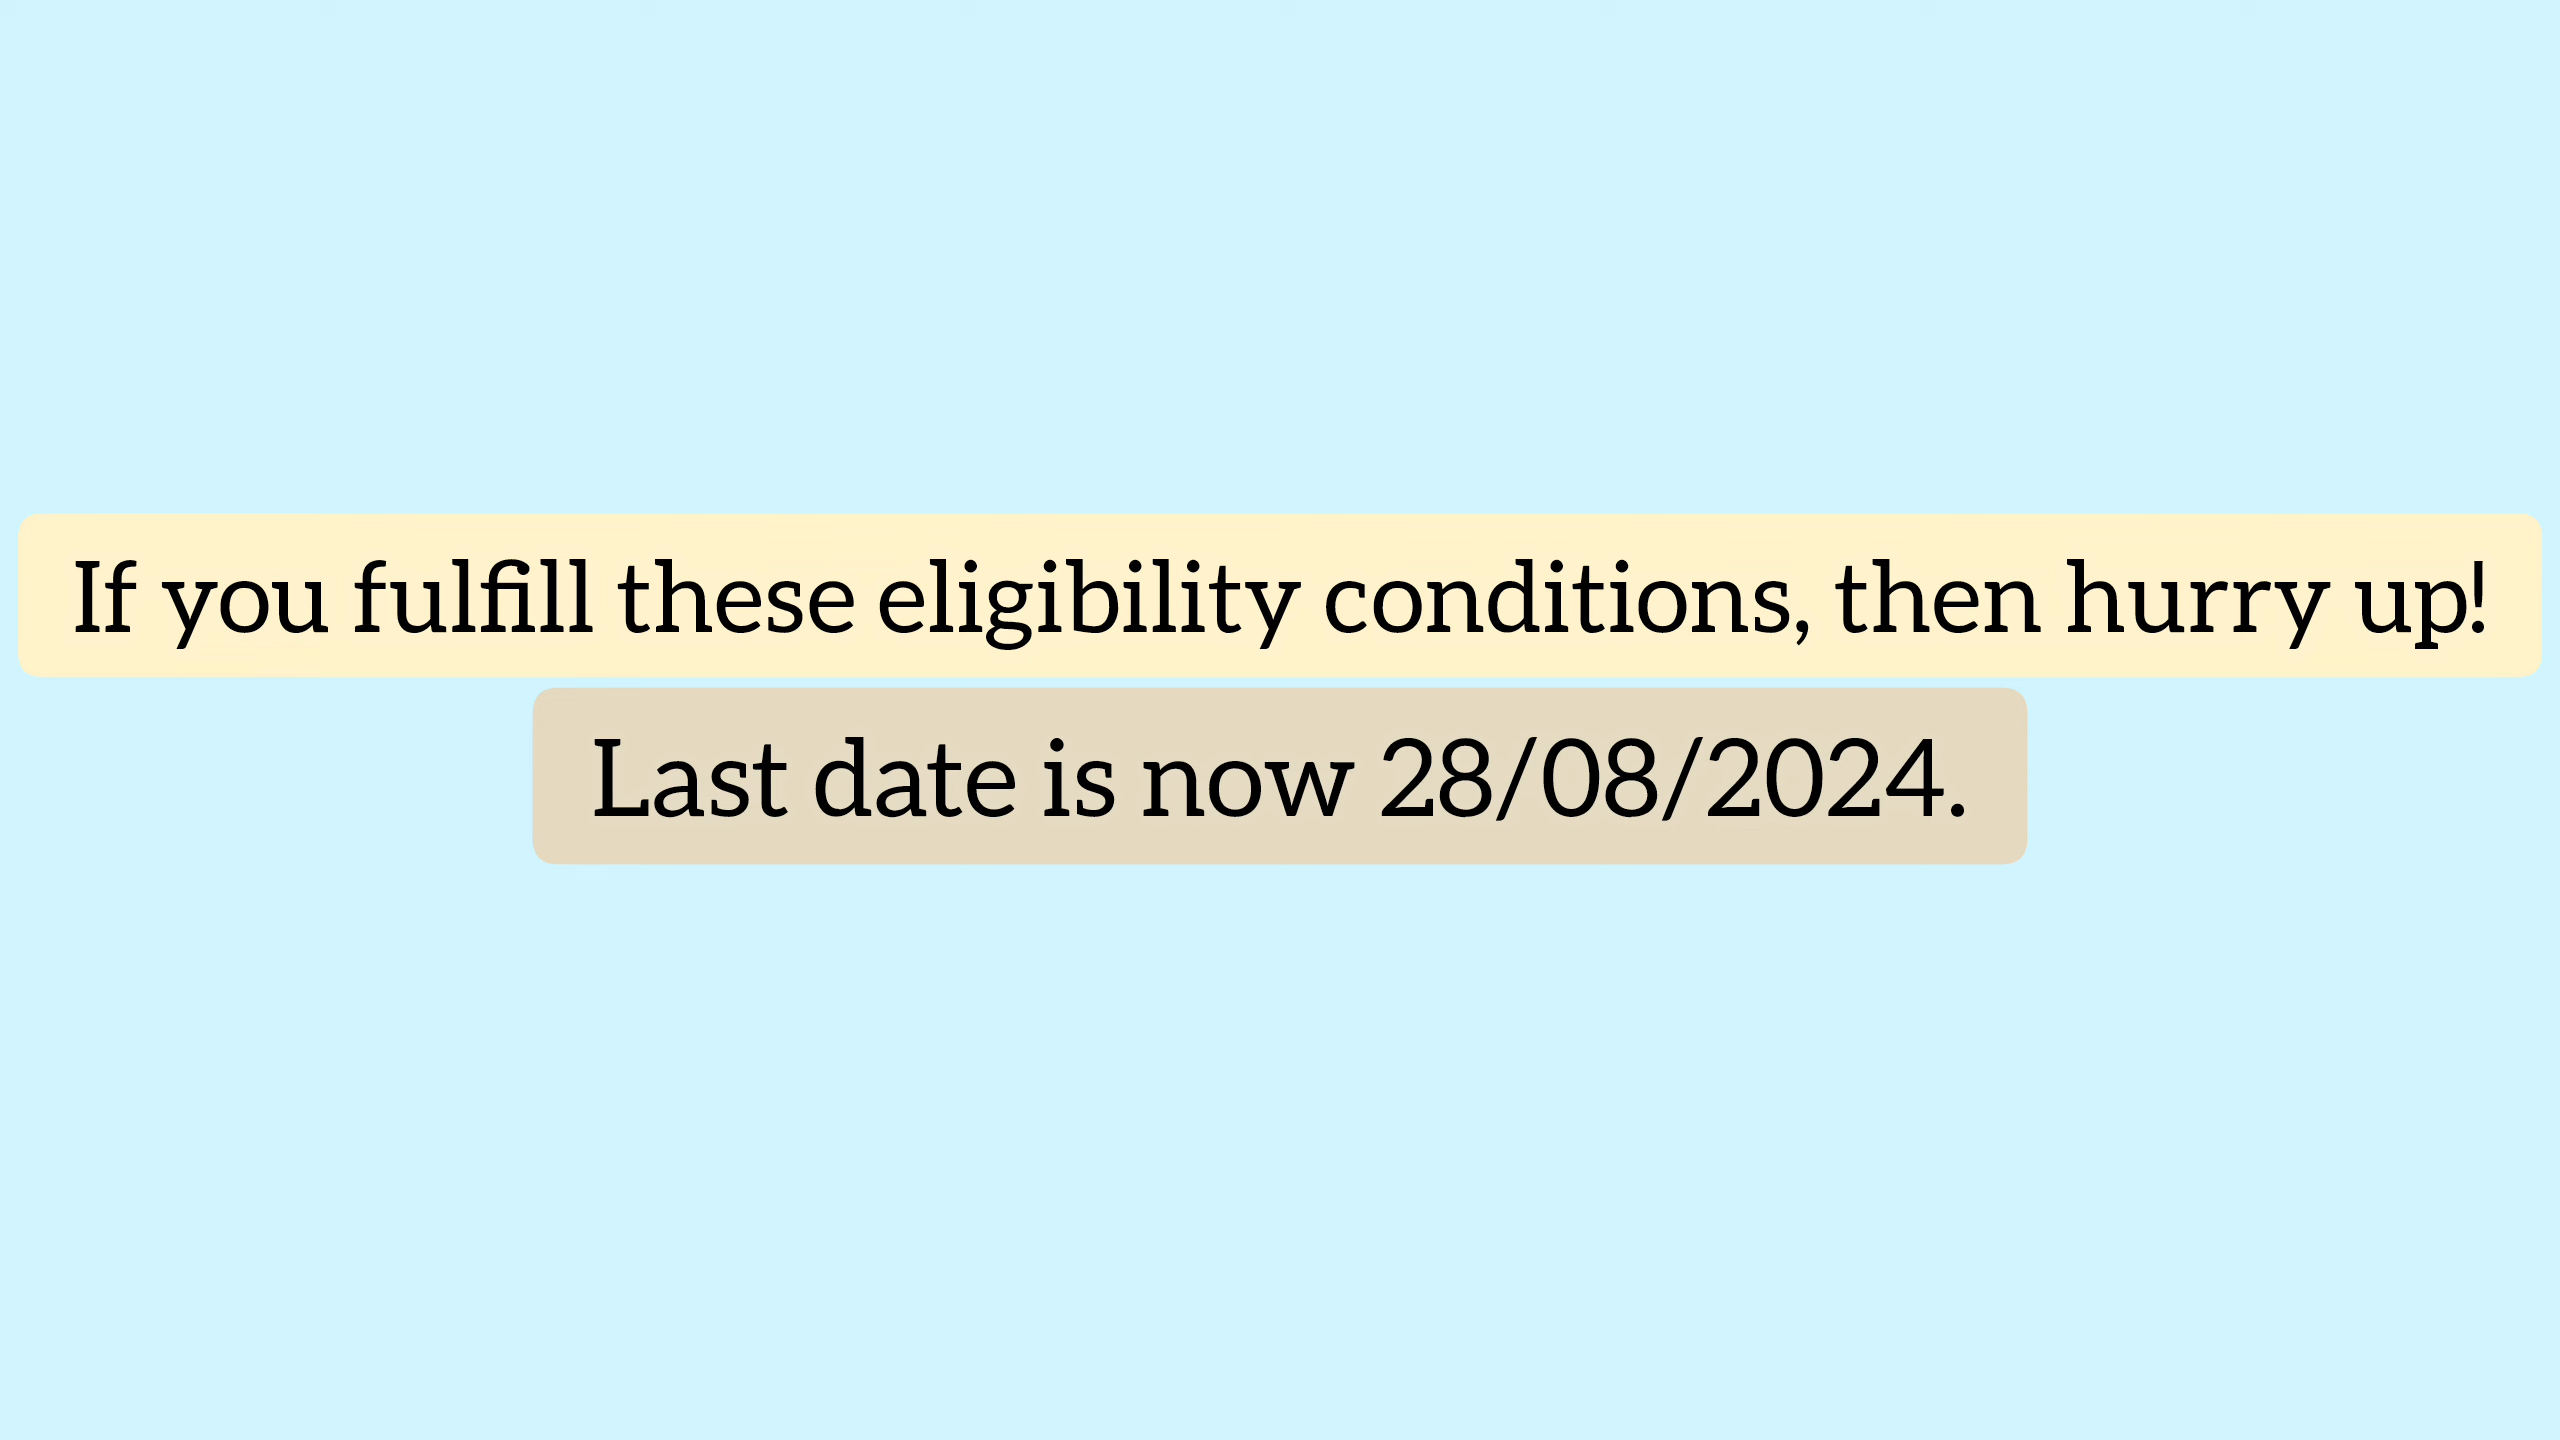 If you fulfill these eligibility conditions, then hurry up!
Last date is now 28/08/2024.